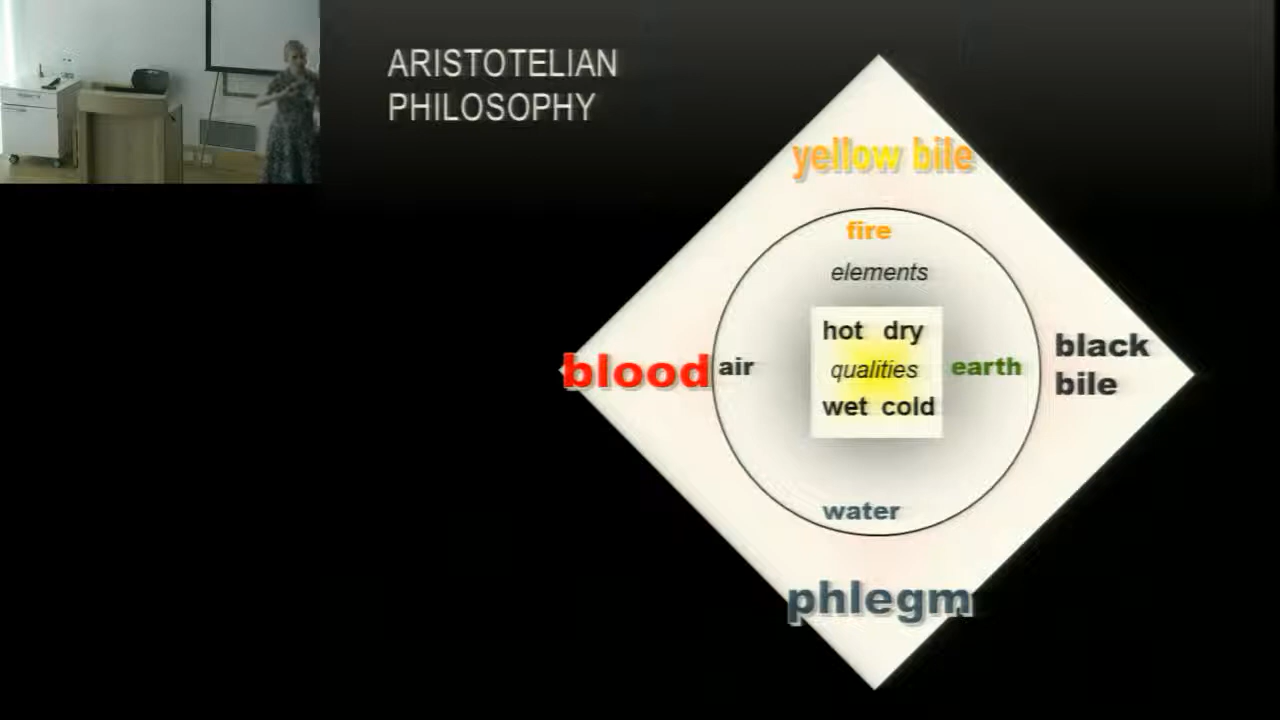 ARISTOTELIAN
PHILOSOPHY
yellow bile
fire
elements
hot dry
qualities
wet cold
blood
air
earth
black
bile
water
phlegm